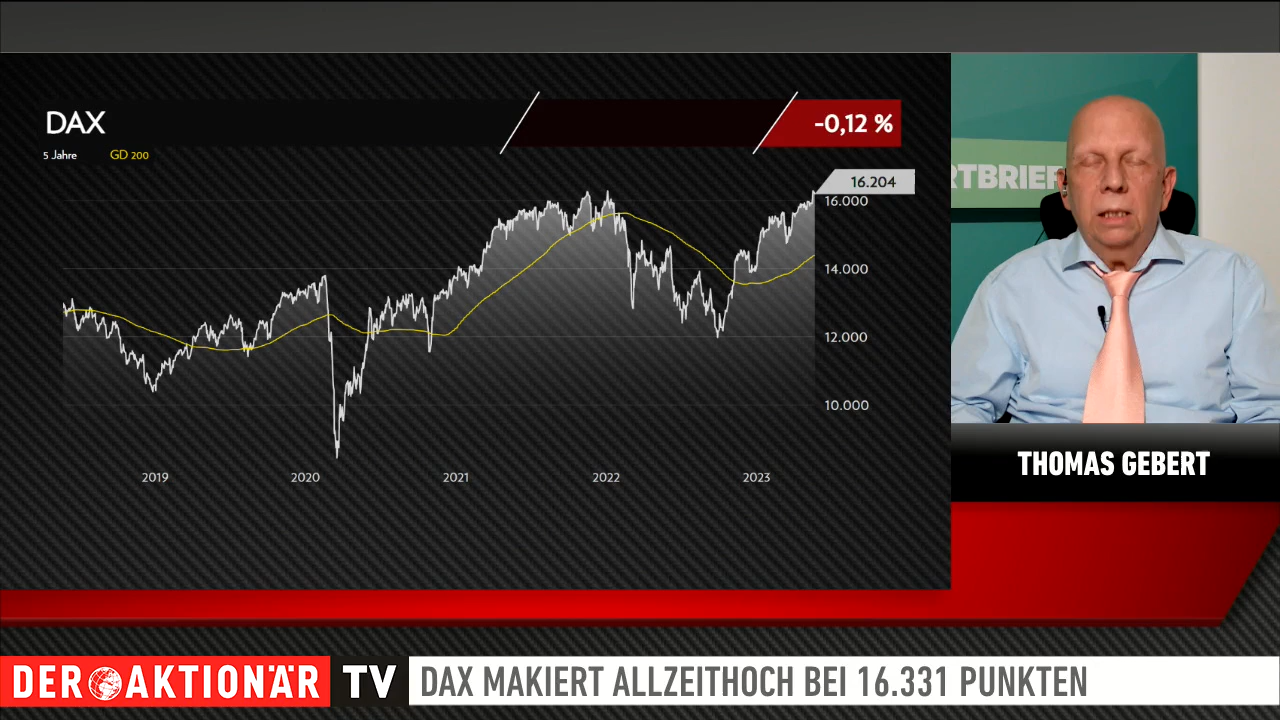 DAX
-0,12 %
5 Jahre GD 200
16.204
16.000
14.000
12.000
10.000
2019 2020 2021 2022 2023
RTBRIEF
THOMAS GEBERT
DER AKTIONÄR TV
DAX MAKIERT ALLZEITHOCH BEI 16.331 PUNKTEN